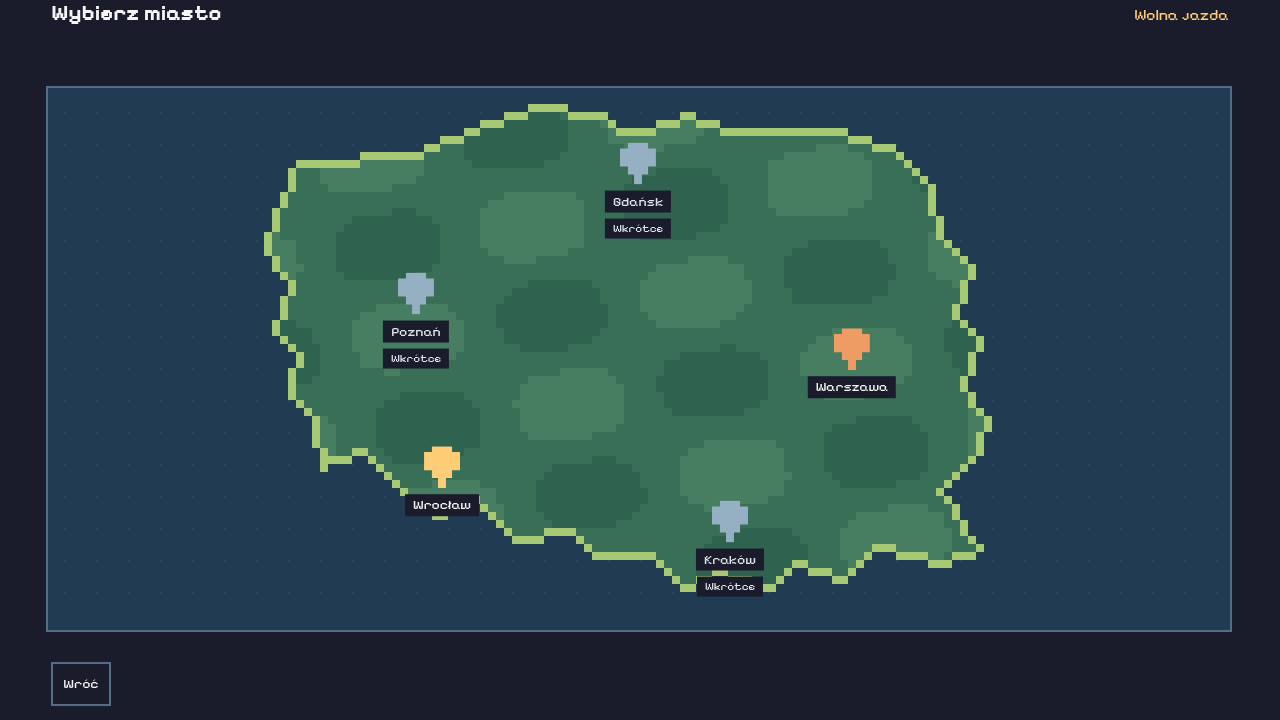 Wybierz miasto
Wolna jazda
Gdańsk
Wkrótce
Poznań
Wkrótce
Warszawa
Wrocław
Kraków
Wkrótce
Wróć